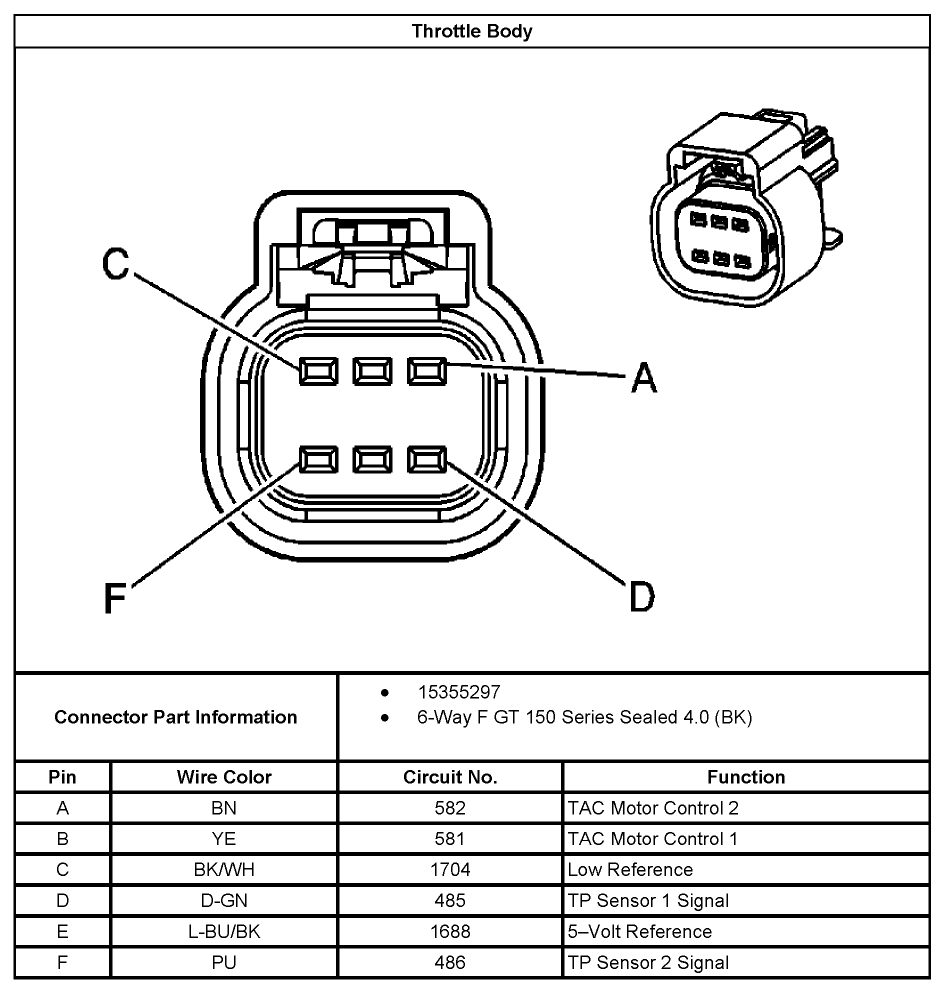 Throttle Body
C
A
F
D
Connector Part Information
• 15355297
• 6-Way F GT 150 Series Sealed 4.0 (BK)
Pin Wire Color Circuit No. Function
A BN 582 TAC Motor Control 2
B YE 581 TAC Motor Control 1
C BK/WH 1704 Low Reference
D D-GN 485 TP Sensor 1 Signal
E L-BU/BK 1688 5–Volt Reference
F PU 486 TP Sensor 2 Signal